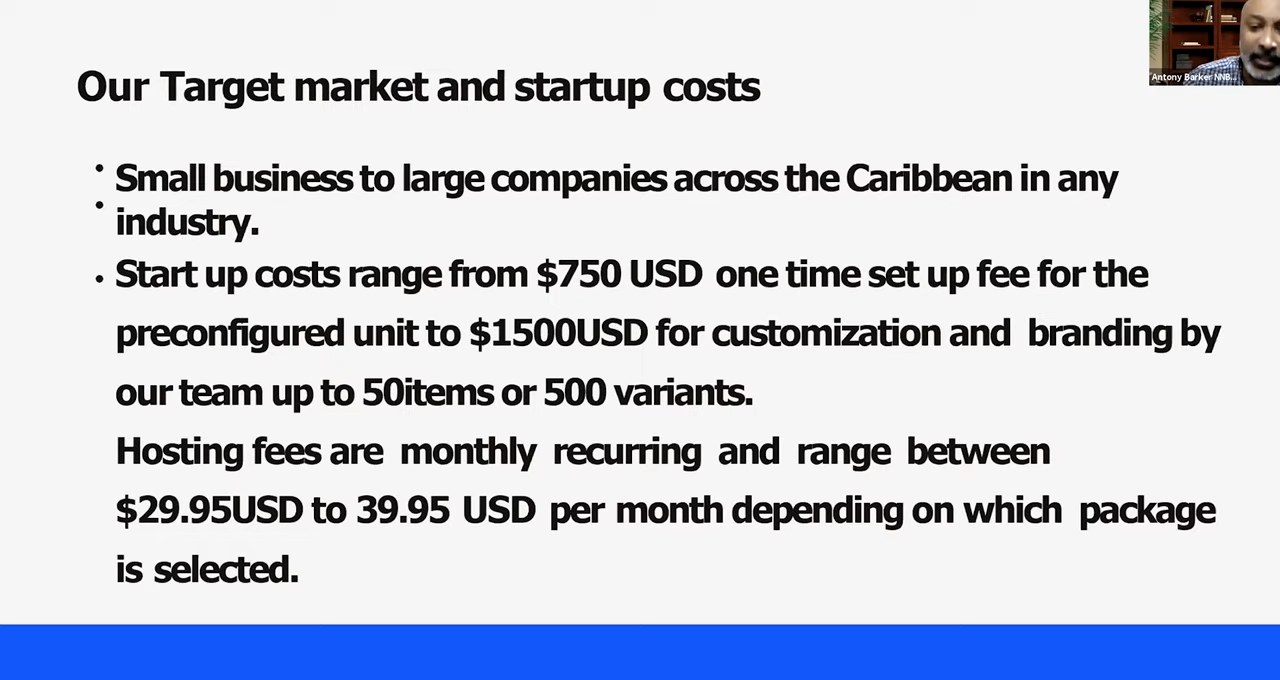 Antony Barker NNB...
Our Target market and startup costs
• Small business to large companies across the Caribbean in any
• industry.
• Start up costs range from $750 USD one time set up fee for the
preconfigured unit to $1500USD for customization and branding by
our team up to 50items or 500 variants.
Hosting fees are monthly recurring and range between
$29.95USD to 39.95 USD per month depending on which package
is selected.